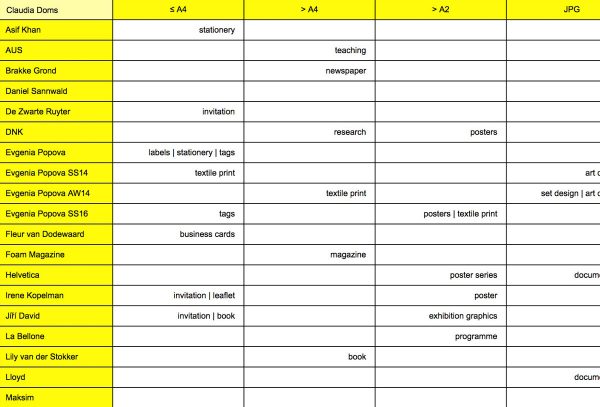 Claudia Doms ≤ A4 > A4 > A2 JPG
Asif Khan stationery
AUS teaching
Brakke Grond newspaper
Daniel Sannwald
De Zwarte Ruyter invitation
DNK research posters
Evgenia Popova labels | stationery | tags
Evgenia Popova SS14 textile print art
Evgenia Popova AW14 textile print set design | art
Evgenia Popova SS16 tags posters | textile print
Fleur van Dodewaard business cards
Foam Magazine magazine
Helvetica poster series docum
Irene Kopelman invitation | leaflet poster
Jiří David invitation | book exhibition graphics
La Bellone programme
Lily van der Stokker book
Lloyd docum
Maksim